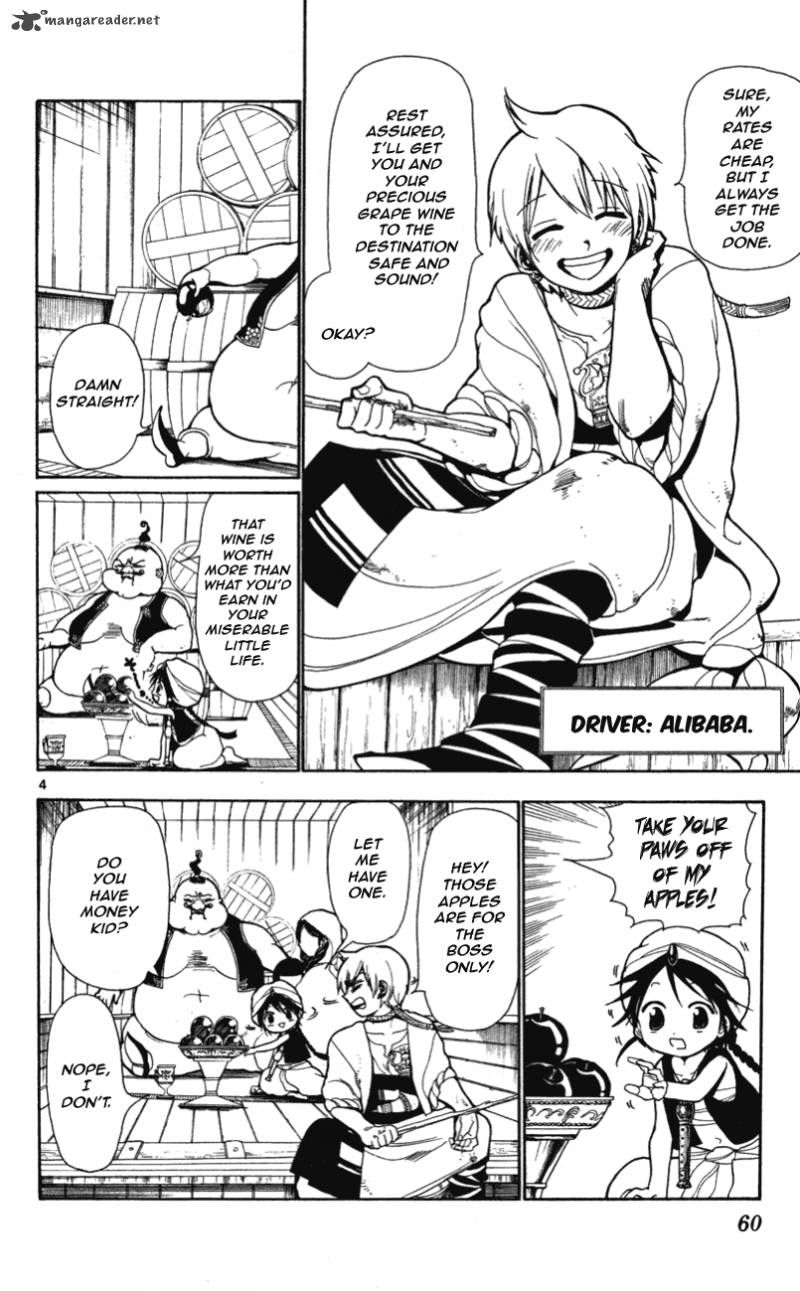 mangareader.net
SURE,
MY
RATES
ARE
CHEAP,
BUT I
ALWAYS
GET THE
JOB
DONE.
REST
ASSURED,
I'LL GET
YOU AND
YOUR
PRECIOUS
GRAPE WINE
TO THE
DESTINATION
SAFE AND
SOUND!
OKAY?
DRIVER: ALIBABA.
DAMN
STRAIGHT!
THAT
WINE IS
WORTH
MORE THAN
WHAT YOU'D
EARN IN
YOUR
MISERABLE
LITTLE
LIFE.
4
TAKE YOUR
PAWS OFF
OF MY
APPLES!
HEY!
THOSE
APPLES
ARE FOR
THE
BOSS
ONLY!
LET
ME
HAVE
ONE.
DO
YOU
HAVE
MONEY
KID?
NOPE,
I
DON'T.
60